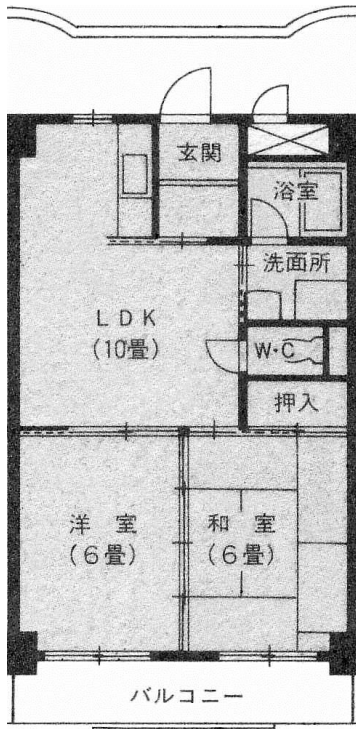 玄関
浴室
洗面所
LDK
(10畳)
W·C
押入
洋室
(6畳)
和室
(6畳)
バルコニー